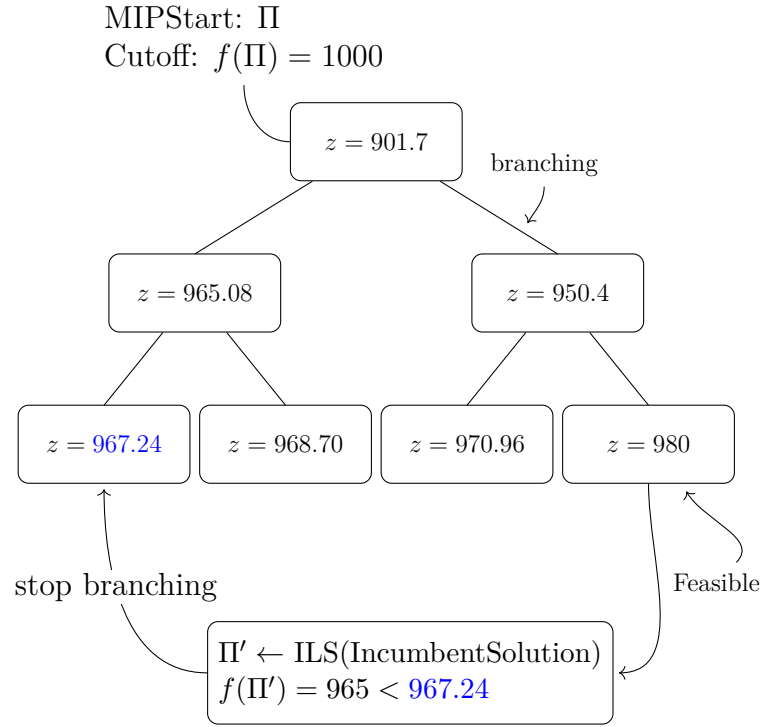 MIPStart: Π
Cutoff: f(Π) = 1000
z = 901.7
branching
z = 965.08
z = 950.4
z = 967.24
z = 968.70
z = 970.96
z = 980
stop branching
Feasible
Π′ ← ILS(IncumbentSolution)
f(Π′) = 965 < 967.24